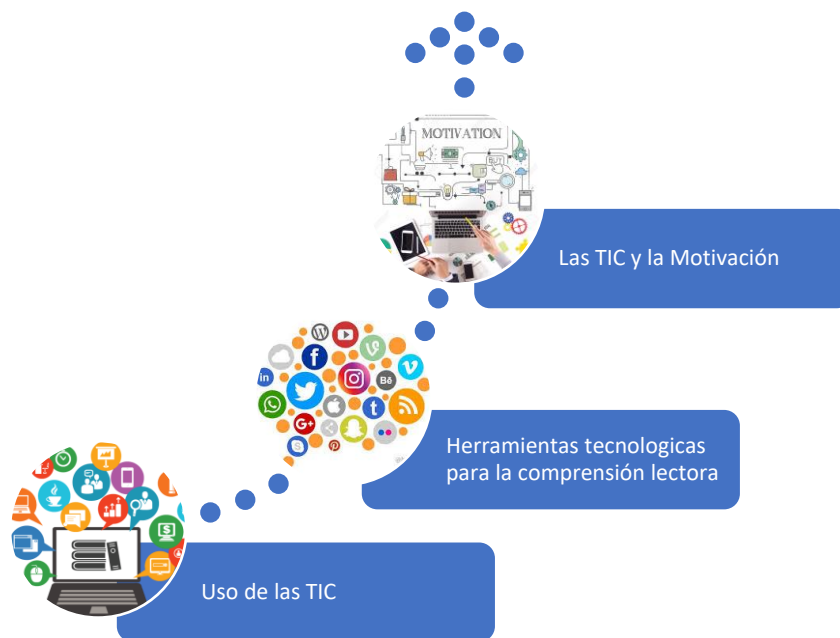 MOTIVATION
Las TIC y la Motivación
Herramientas tecnologicas
para la comprensión lectora
Uso de las TIC